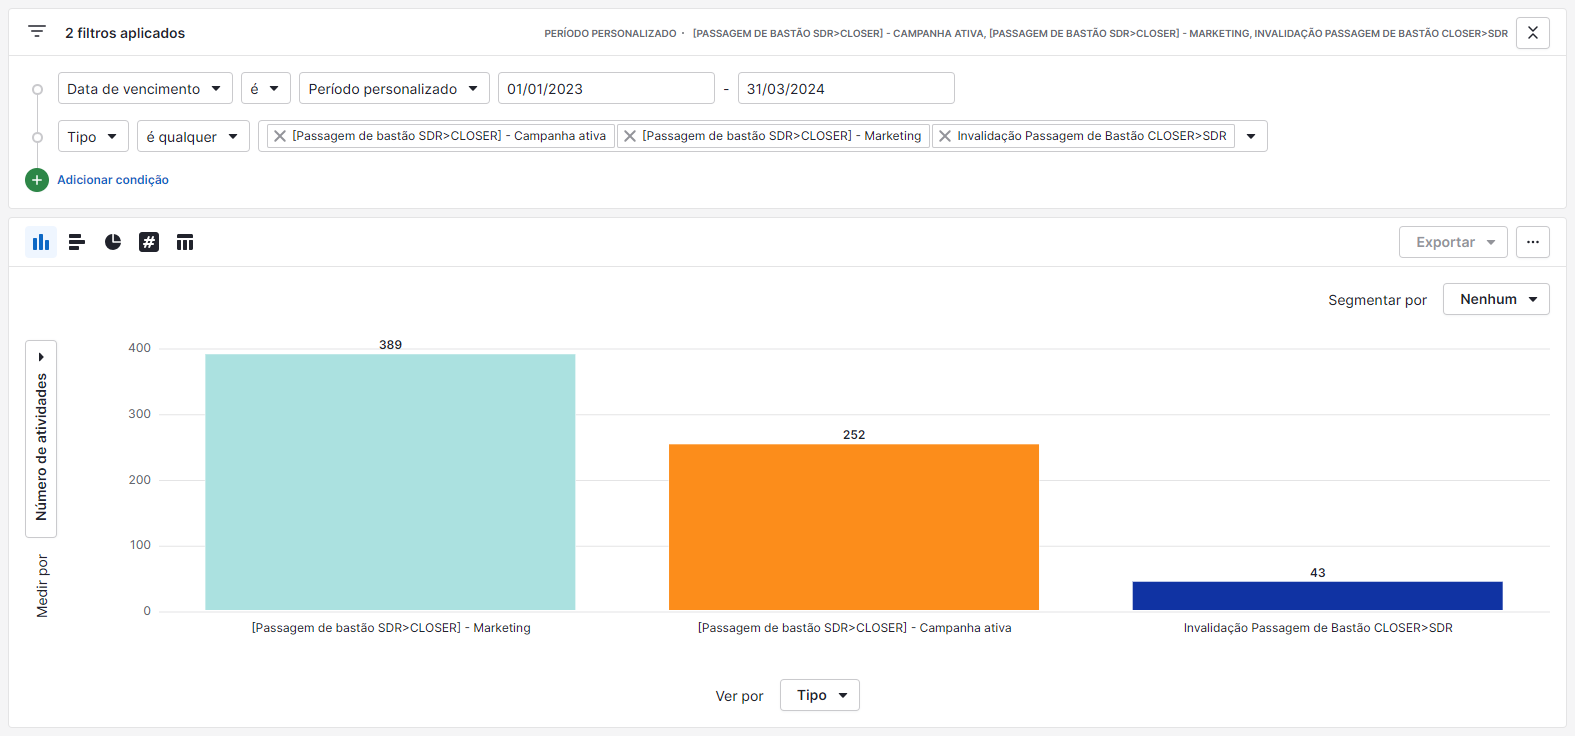 2 filtros aplicados
PERÍODO PERSONALIZADO · [PASSAGEM DE BASTÃO SDR>CLOSER] - CAMPANHA ATIVA, [PASSAGEM DE BASTÃO SDR>CLOSER] - MARKETING, INVALIDAÇÃO PASSAGEM DE BASTÃO CLOSER>SDR
Data de vencimento é Período personalizado 01/01/2023 - 31/03/2024
Tipo é qualquer [Passagem de bastão SDR>CLOSER] - Campanha ativa [Passagem de bastão SDR>CLOSER] - Marketing Invalidação Passagem de Bastão CLOSER>SDR
Adicionar condição
#
Exportar ...
Segmentar por Nenhum
Número de atividades
Medir por
400
300
200
100
0
389
252
43
[Passagem de bastão SDR>CLOSER] - Marketing
[Passagem de bastão SDR>CLOSER] - Campanha ativa
Invalidação Passagem de Bastão CLOSER>SDR
Ver por Tipo